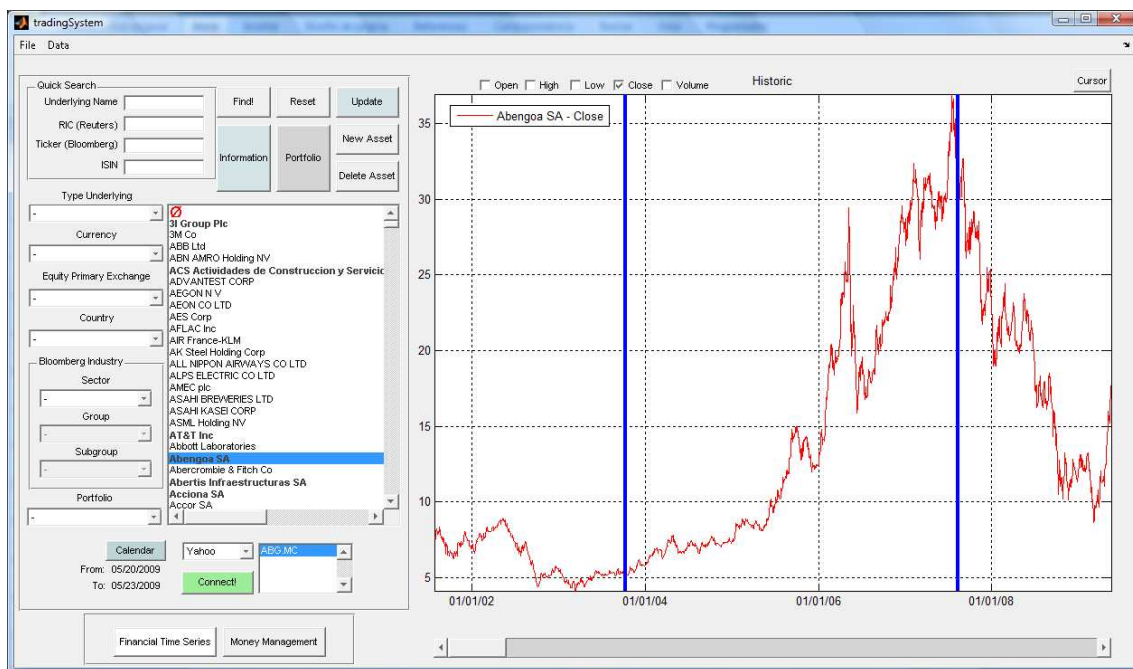 tradingSystem
File Data
Quick Search
Underlying Name
RIC (Reuters)
Ticker (Bloomberg)
ISIN
Find! Reset Update
Information Portfolio New Asset
Delete Asset
Type Underlying
-
Currency
-
Equity Primary Exchange
-
Country
-
Bloomberg Industry
Sector
-
Group
-
Subgroup
-
Portfolio
-
3I Group Plc
3M Co
ABB Ltd
ABN AMRO Holding NV
ACS Actividades de Construccion y Servicic
ADVANTEST CORP
AEGON N V
AEON CO LTD
AES Corp
AFLAC Inc
AIR France-KLM
AK Steel Holding Corp
ALL NIPPON AIRWAYS CO LTD
ALPS ELECTRIC CO LTD
AMEC plc
ASAHI BREWERIES LTD
ASAHI KASEI CORP
ASML Holding NV
AT&T Inc
Abbott Laboratories
Abengoa SA
Abercrombie & Fitch Co
Abertis Infraestructuras SA
Acciona SA
Accor SA
Calendar Yahoo ABG.MC
From: 05/20/2009
To: 05/23/2009
Connect!
Financial Time Series Money Management
Open High Low Close Volume Historic Cursor
Abengoa SA - Close
35
30
25
20
15
10
5
01/01/02 01/01/04 01/01/06 01/01/08